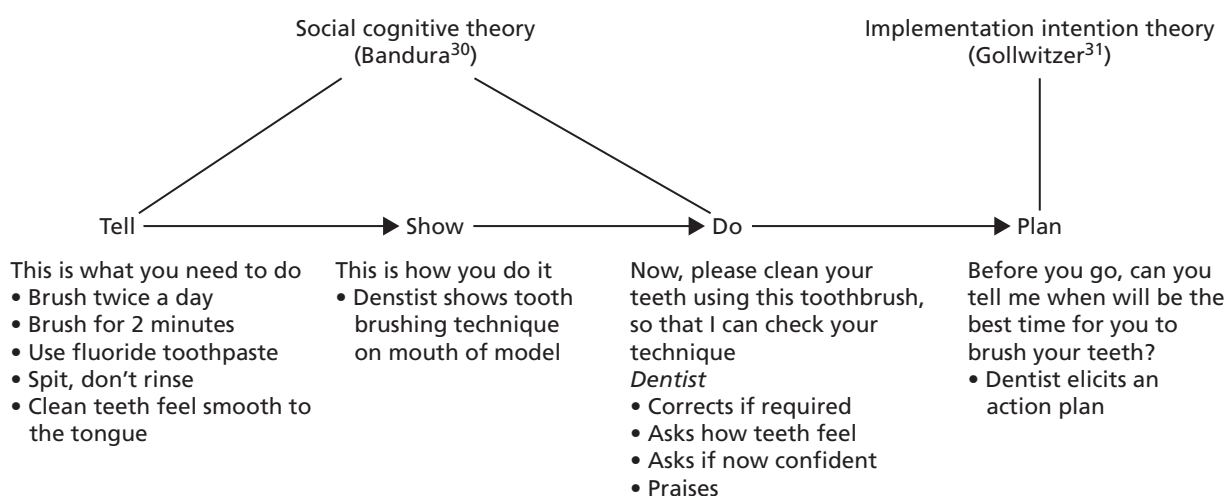 Social cognitive theory
(Bandura30)
Implementation intention theory
(Gollwitzer31)
Tell
Show
Do
Plan
This is what you need to do
• Brush twice a day
• Brush for 2 minutes
• Use fluoride toothpaste
• Spit, don’t rinse
• Clean teeth feel smooth to
the tongue
This is how you do it
• Denstist shows tooth
brushing technique
on mouth of model
Now, please clean your
teeth using this toothbrush,
so that I can check your
technique
Dentist
• Corrects if required
• Asks how teeth feel
• Asks if now confident
• Praises
Before you go, can you
tell me when will be the
best time for you to
brush your teeth?
• Dentist elicits an
action plan